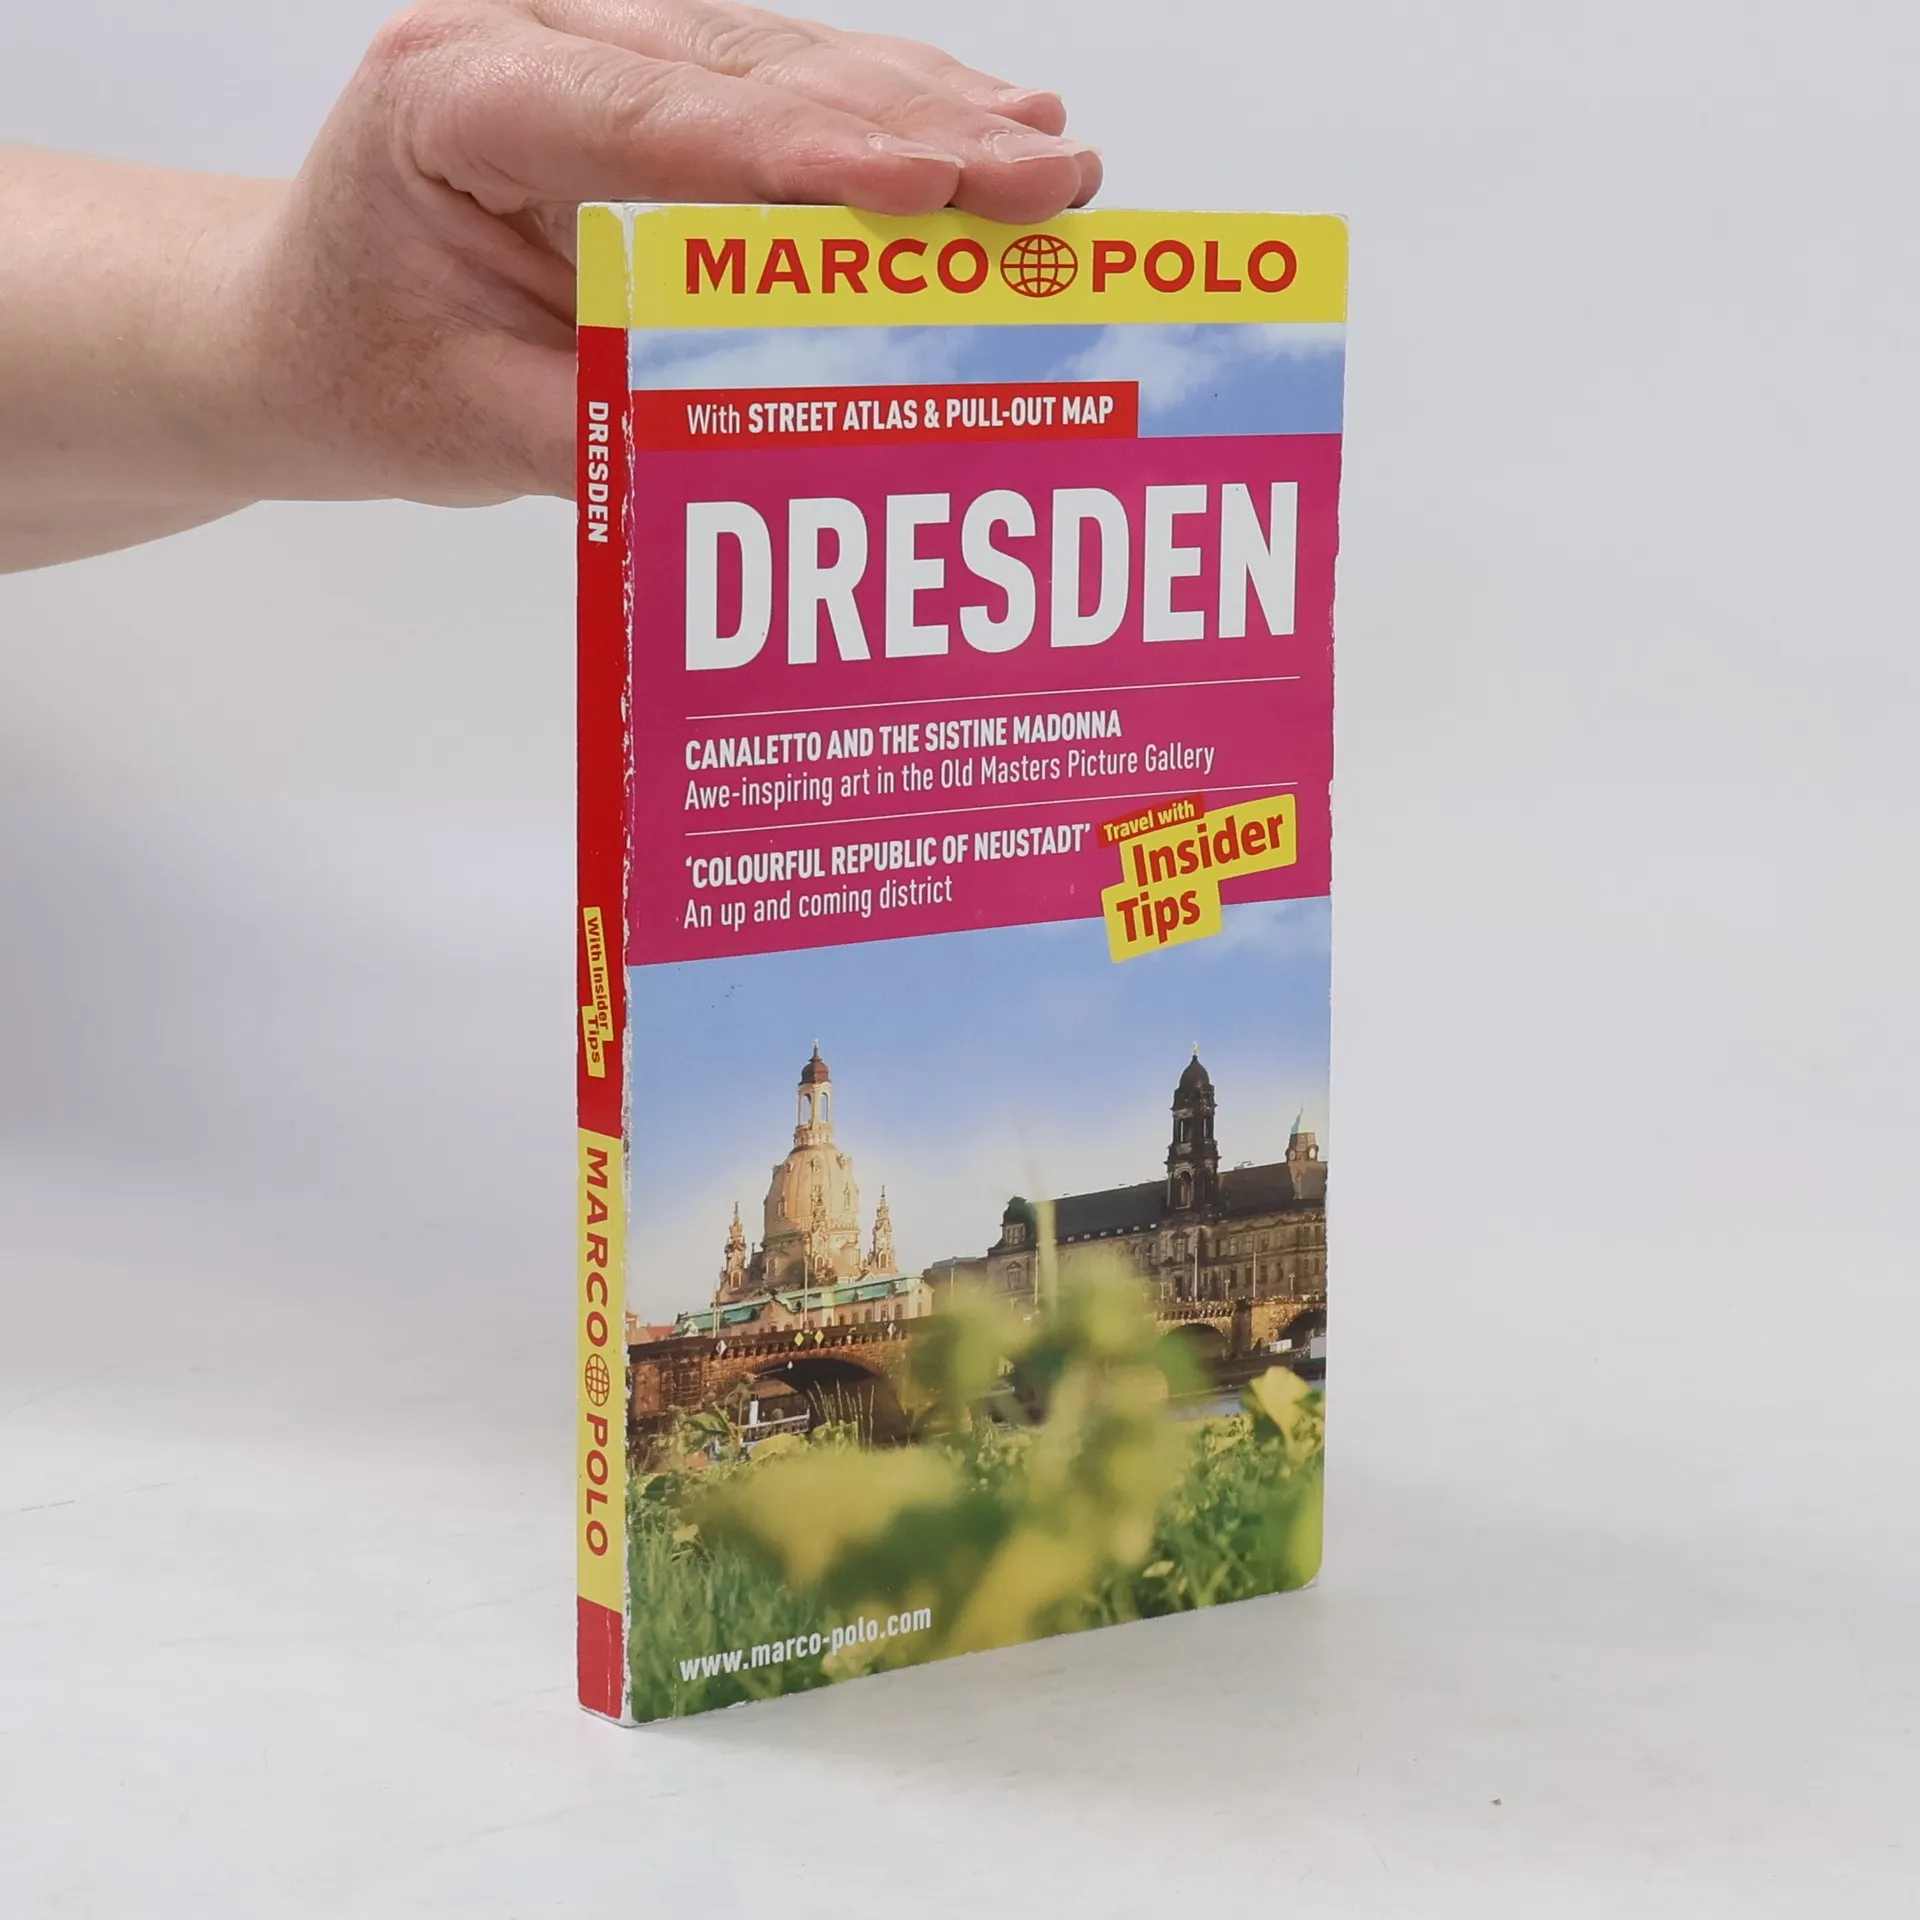 MARCO POLO
With STREET ATLAS & PULL-OUT MAP
DRESDEN
CANALETTO AND THE SISTINE MADONNA
Awe-inspiring art in the Old Masters Picture Gallery
‘COLOURFUL REPUBLIC OF NEUSTADT’
An up and coming district
Travel with
Insider
Tips
www.marco-polo.com
DRESDEN
With Insider
Tips
MARCO POLO